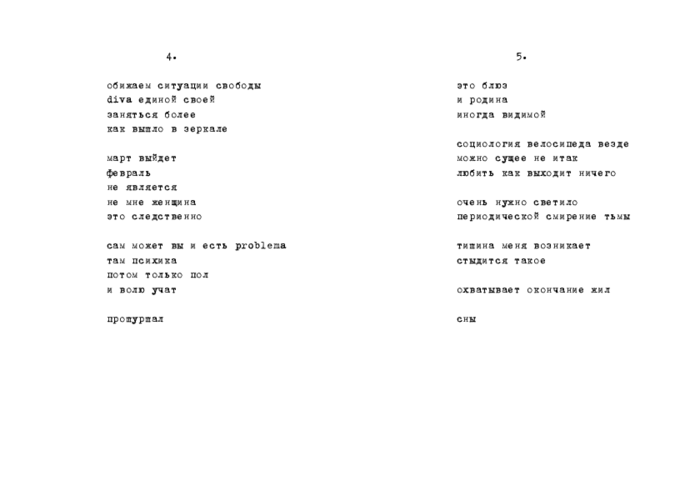 4.
обижаем ситуации свободы
diva единой своей
заняться более
как вышло в зеркале
март выйдет
февраль
не является
не мне женщина
это следственно
сам может вы и есть problema
там психика
потом только пол
и волю учат
прошуршал
5.
это блюз
и родина
иногда видимой
социология велосипеда везде
можно сущее не итак
любить как выходит ничего
очень нужно светило
периодической смирение тьмы
тишина меня возникает
стыдится такое
охватывает окончание жил
сны